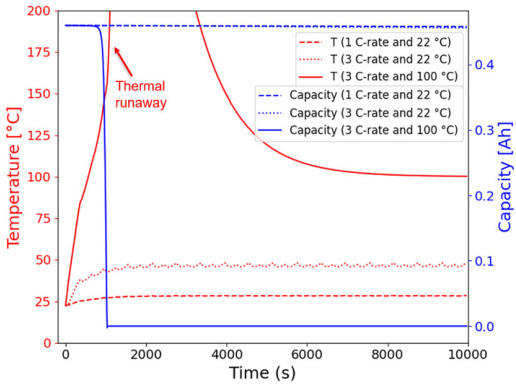 200
175
150
125
100
75
50
25
0
Temperature [°C]
Thermal
runaway
T (1 C-rate and 22 °C)
T (3 C-rate and 22 °C)
T (3 C-rate and 100 °C)
Capacity (1 C-rate and 22 °C)
Capacity (3 C-rate and 22 °C)
Capacity (3 C-rate and 100 °C)
0.4
0.3
0.2
0.1
0.0
Capacity [Ah]
0 2000 4000 6000 8000 10000
Time (s)